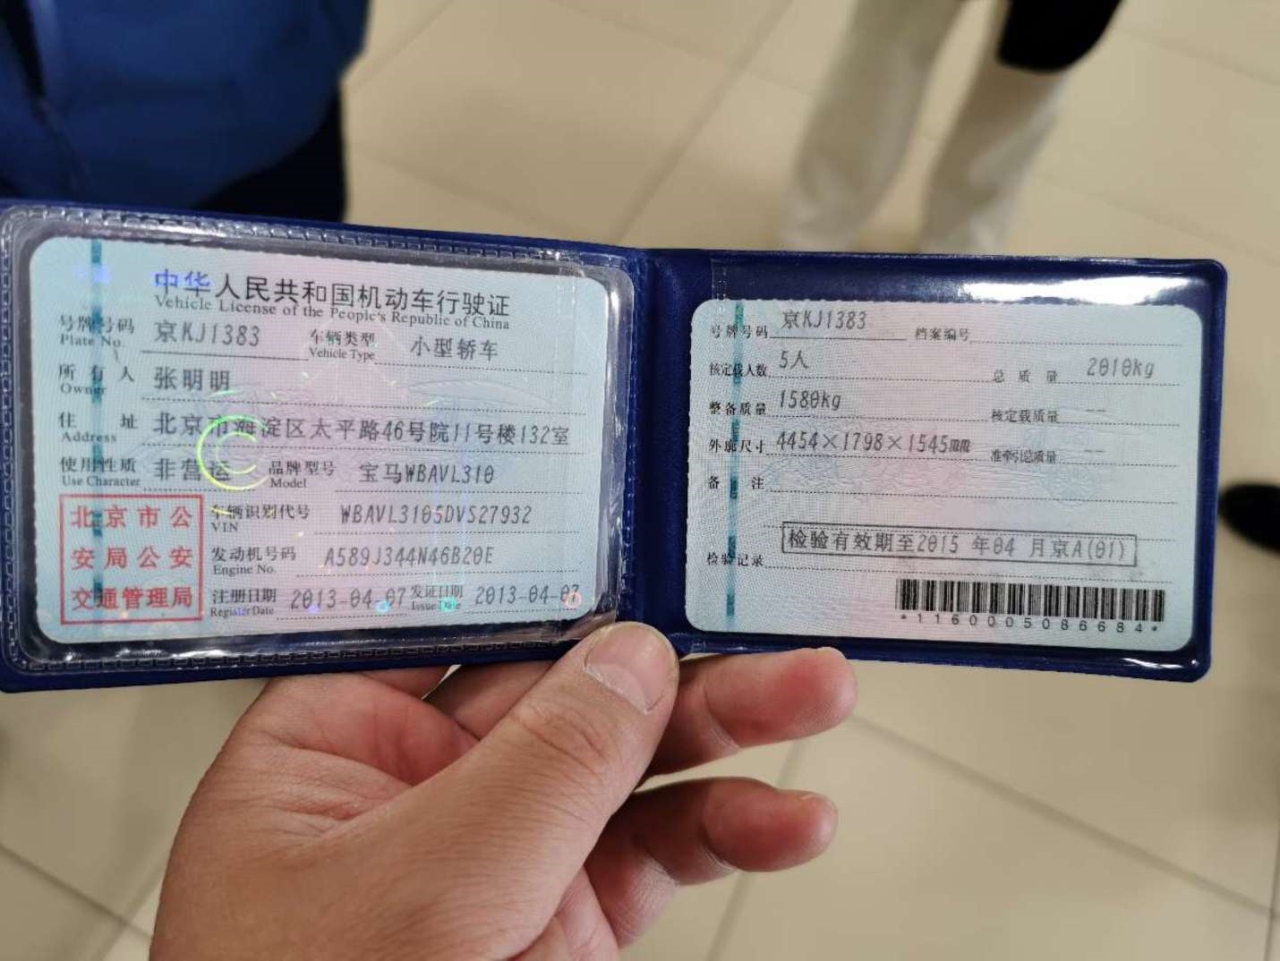 中华人民共和国机动车行驶证
Vehicle License of the People's Republic of China
号牌号码 京KJ1383 车辆类型 小型轿车
Plate No. Vehicle Type
所有人 张明明
Owner
住址 北京市海淀区太平路46号院11号楼132室
Address
使用性质 非营运 品牌型号 宝马WBAVL310
Use Character Model
北京市公
安局公安
交通管理局
车辆识别代号 WBAVL3105DVS27932
VIN
发动机号码 A589J344N46B20E
Engine No.
注册日期 2013-04-07 发证日期 2013-04-07
Register Date Issue Date
号牌号码 京KJ1383 档案编号
核定载人数 5人 总质量 2010kg
整备质量 1580kg 核定载质量 --
外廓尺寸 4454×1798×1545mm 准牵引总质量 --
备注
检验记录 检验有效期至2015 年04 月京A(01)
*1160005086684*